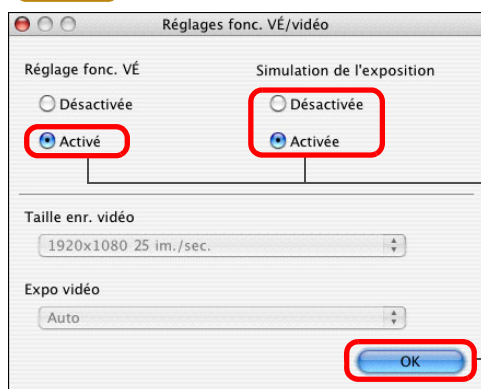 Réglages fonc. VÉ/vidéo
Réglage fonc. VÉ
Simulation de l'exposition
Désactivée
Désactivée
Activé
Activée
Taille enr. vidéo
1920x1080 25 im./sec.
Expo vidéo
Auto
OK